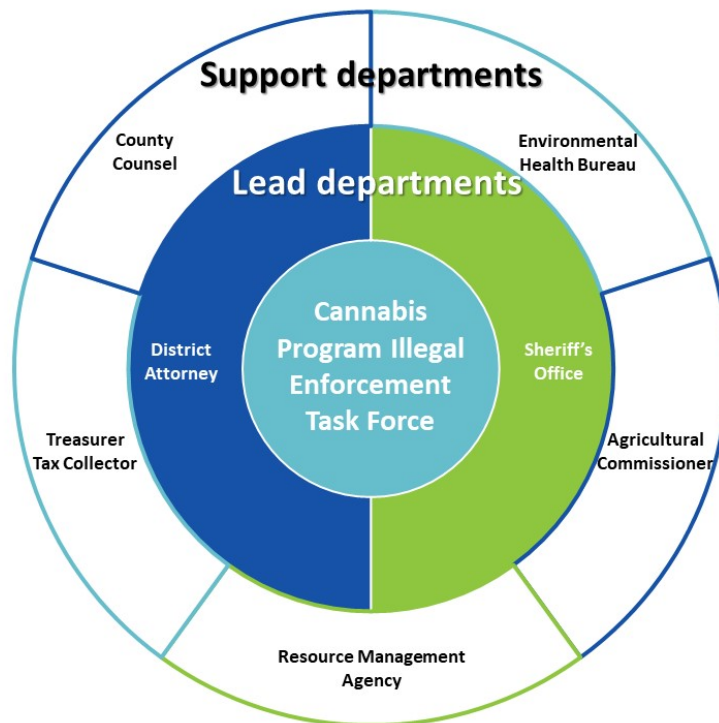 Support departments
County
Counsel
Environmental
Health Bureau
Lead departments
Cannabis
Program Illegal
Enforcement
Task Force
District
Attorney
Sheriff's
Office
Treasurer
Tax Collector
Agricultural
Commissioner
Resource Management
Agency